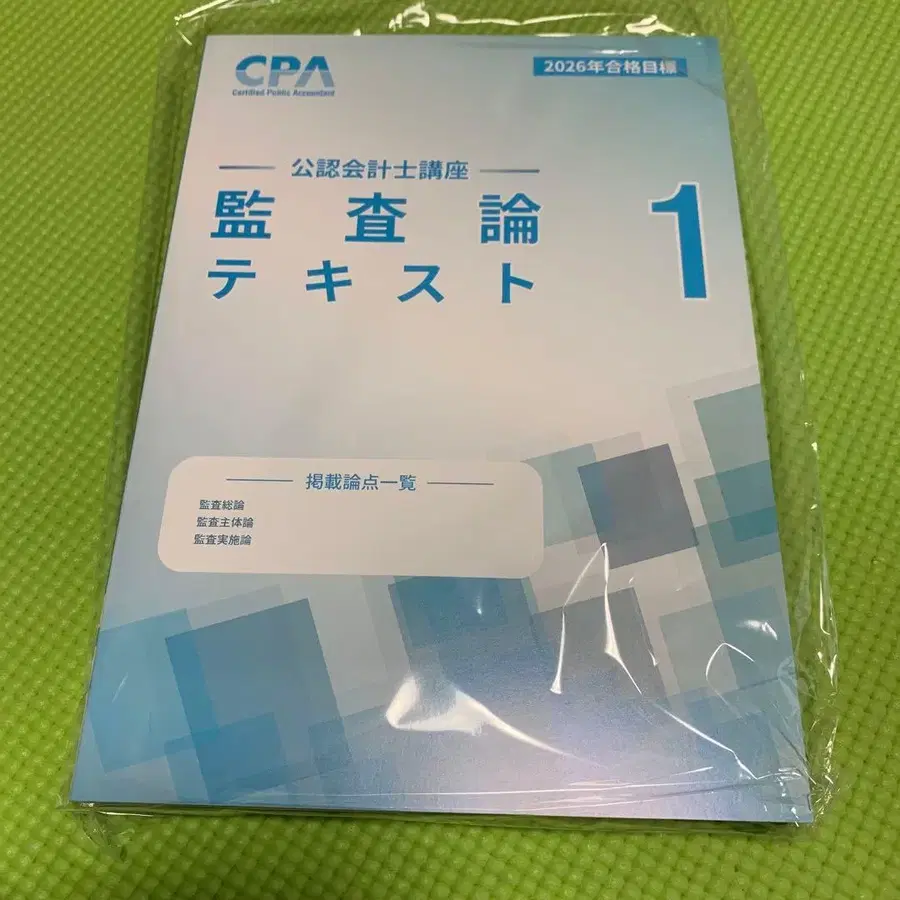 CPA
Certified Public Accountant
2026年合格目標
公認会計士講座
監査論
テキスト
1
掲載論点一覧
監査総論
監査主体論
監査実施論